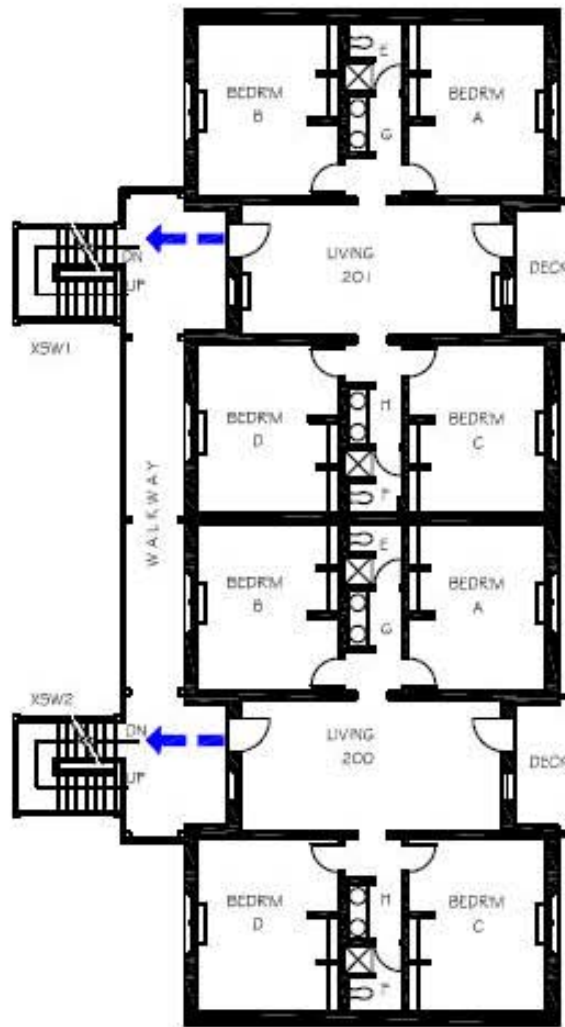 E
BEDRM
B
BEDRM
A
G
DN
LIVING
201
DECK
UP
XSW1
H
BEDRM
D
BEDRM
C
F
WALKWAY
E
BEDRM
B
BEDRM
A
G
XSW2
DN
LIVING
200
DECK
UP
BEDRM
D
H
BEDRM
C
F